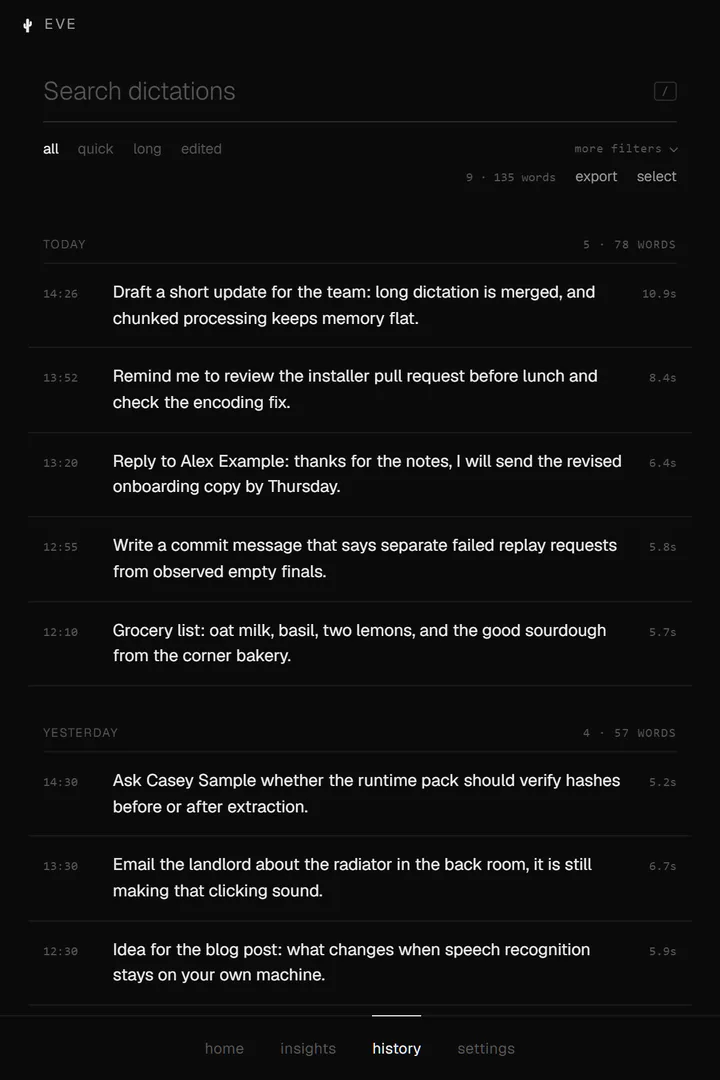 EVE
Search dictations /
all quick long edited more filters
9 · 135 words export select
TODAY 5 · 78 WORDS
14:26 Draft a short update for the team: long dictation is merged, and 10.9s
chunked processing keeps memory flat.
13:52 Remind me to review the installer pull request before lunch and 8.4s
check the encoding fix.
13:20 Reply to Alex Example: thanks for the notes, I will send the revised 6.4s
onboarding copy by Thursday.
12:55 Write a commit message that says separate failed replay requests 5.8s
from observed empty finals.
12:10 Grocery list: oat milk, basil, two lemons, and the good sourdough 5.7s
from the corner bakery.
YESTERDAY 4 · 57 WORDS
14:30 Ask Casey Sample whether the runtime pack should verify hashes 5.2s
before or after extraction.
13:30 Email the landlord about the radiator in the back room, it is still 6.7s
making that clicking sound.
12:30 Idea for the blog post: what changes when speech recognition 5.9s
stays on your own machine.
home insights history settings